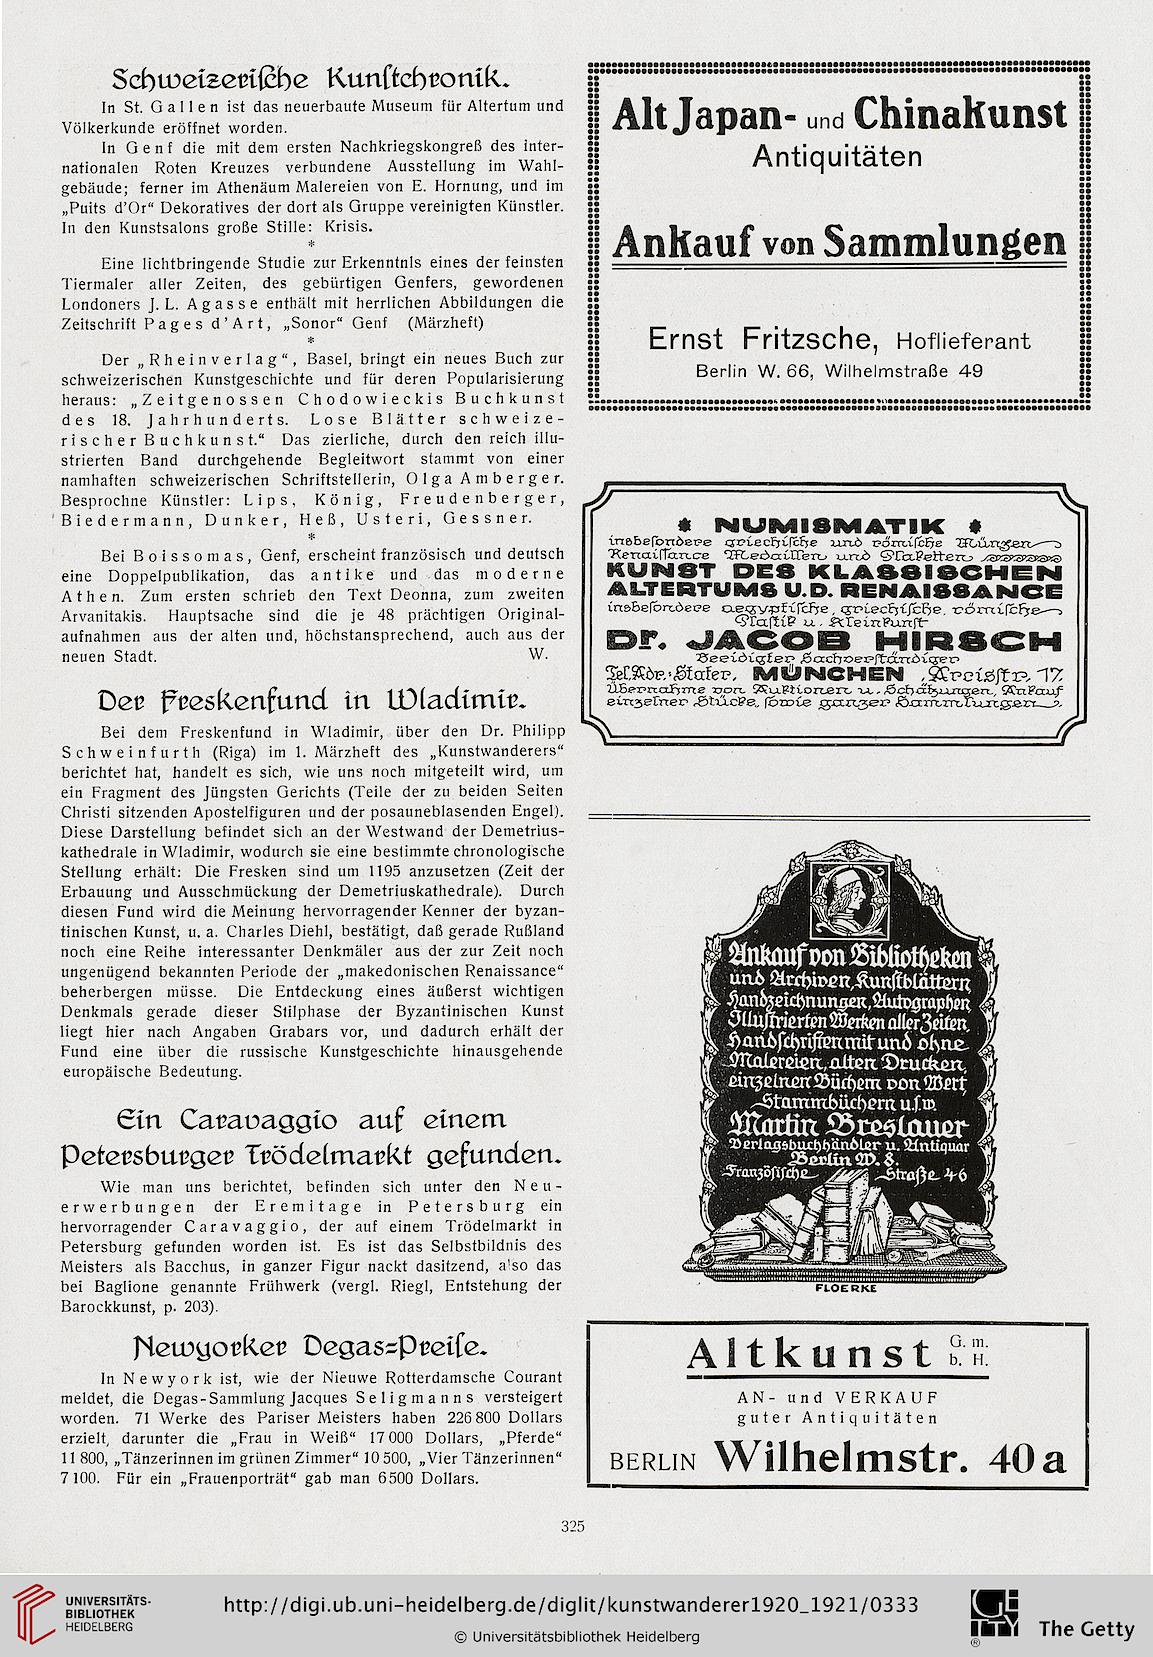 Schweizerische Kunstchronik.
In St. Gallen ist das neuerbaute Museum für Altertum und
Völkerkunde eröffnet worden.
In Genf die mit dem ersten Nachkriegskongreß des inter-
nationalen Roten Kreuzes verbundene Ausstellung im Wahl-
gebäude; ferner im Athenäum Malereien von E. Hornung, und im
„Puits d'Or“ Dekoratives der dort als Gruppe vereinigten Künstler.
In den Kunstsalons große Stille: Krisis.
*
Eine lichtbringende Studie zur Erkenntnis eines der feinsten
Tiermaler aller Zeiten, des gebürtigen Genfers, gewordenen
Londoners J. L. Agasse enthält mit herrlichen Abbildungen die
Zeitschrift Pages d'Art, „Sonor“ Genf (Märzheft)
*
Der „Rheinverlag“, Basel, bringt ein neues Buch zur
schweizerischen Kunstgeschichte und für deren Popularisierung
heraus: „Zeitgenossen Chodowieckis Buchkunst
des 18. Jahrhunderts. Lose Blätter schweize-
rischer Buchkunst.“ Das zierliche, durch den reich illu-
strierten Band durchgehende Begleitwort stammt von einer
namhaften schweizerischen Schriftstellerin, Olga Amberger.
Besprochne Künstler: Lips, König, Freudenberger,
Biedermann, Dunker, Heß, Usteri, Gessner.
*
Bei Boissomas, Genf, erscheint französisch und deutsch
eine Doppelpublikation, das antike und das moderne
Athen. Zum ersten schrieb den Text Deonna, zum zweiten
Arvanitakis. Hauptsache sind die je 48 prächtigen Original-
aufnahmen aus der alten und, höchstansprechend, auch aus der
neuen Stadt. W.
Der Freskenfund in Wladimir.
Bei dem Freskenfund in Wladimir, über den Dr. Philipp
Schweinfurth (Riga) im 1. Märzheft des „Kunstwanderers“
berichtet hat, handelt es sich, wie uns noch mitgeteilt wird, um
ein Fragment des Jüngsten Gerichts (Teile der zu beiden Seiten
Christi sitzenden Apostelfiguren und der posauneblasenden Engel).
Diese Darstellung befindet sich an der Westwand der Demetrius-
kathedrale in Wladimir, wodurch sie eine bestimmte chronologische
Stellung erhält: Die Fresken sind um 1195 anzusetzen (Zeit der
Erbauung und Ausschmückung der Demetriuskathedrale). Durch
diesen Fund wird die Meinung hervorragender Kenner der byzan-
tinischen Kunst, u. a. Charles Diehl, bestätigt, daß gerade Rußland
noch eine Reihe interessanter Denkmäler aus der zur Zeit noch
ungenügend bekannten Periode der „makedonischen Renaissance“
beherbergen müsse. Die Entdeckung eines äußerst wichtigen
Denkmals gerade dieser Stilphase der Byzantinischen Kunst
liegt hier nach Angaben Grabars vor, und dadurch erhält der
Fund eine über die russische Kunstgeschichte hinausgehende
europäische Bedeutung.
Ein Caravaggio auf einem
Petersburger Trödelmarkt gefunden.
Wie man uns berichtet, befinden sich unter den Neu-
erwerbungen der Eremitage in Petersburg ein
hervorragender Caravaggio, der auf einem Trödelmarkt in
Petersburg gefunden worden ist. Es ist das Selbstbildnis des
Meisters als Bacchus, in ganzer Figur nackt dasitzend, also das
bei Baglione genannte Frühwerk (vergl. Riegl, Entstehung der
Barockkunst, p. 203).
Newyorker Degas-Preise.
In Newyork ist, wie der Nieuwe Rotterdamsche Courant
meldet, die Degas-Sammlung Jacques Seligmanns versteigert
worden. 71 Werke des Pariser Meisters haben 226 800 Dollars
erzielt, darunter die „Frau in Weiß“ 17 000 Dollars, „Pferde“
11 800, „Tänzerinnen im grünen Zimmer“ 10 500, „Vier Tänzerinnen“
7 100. Für ein „Frauenporträt“ gab man 6 500 Dollars.
Alt Japan- und Chinakunst
Antiquitäten
Ankauf von Sammlungen
Ernst Fritzsche, Hoflieferant
Berlin W. 66, Wilhelmstraße 49
NUMISMATIK
insbesondere griechische und römische Münzen
Renaissance Medaillen und Plaketten
KUNST DES KLASSISCHEN
ALTERTUMS U. D. RENAISSANCE
insbesondere aegyptische, griechische, römische
Plastik u. Kleinkunst
Dr. JACOB HIRSCH
Beeidigter Sachverständiger
Tel. Adr.: Stater, MÜNCHEN, Arcisstr. 17
Übernahme von Auktionen u. Schätzungen, Ankauf
einzelner Stücke, sowie ganzer Sammlungen
Ankauf von Bibliotheken
und Archiven, Kunstblättern
Handzeichnungen, Autographen
Illustrierten Werken aller Zeiten,
Handschriften mit und ohne
Malereien, alten Drucken,
einzelnen Büchern von Wert,
Stammbüchern u.s.w.
Martin Breslauer
Verlagsbuchhändler u. Antiquar
Berlin W. 8.
Französische Straße 46
FLOERKE
Altkunst G. m. b. H.
AN- und VERKAUF
guter Antiquitäten
BERLIN Wilhelmstr. 40 a
325
UNIVERSITÄTS-
BIBLIOTHEK
HEIDELBERG
http://digi.ub.uni-heidelberg.de/diglit/kunstwanderer1920_1921/0333
© Universitätsbibliothek Heidelberg
The Getty